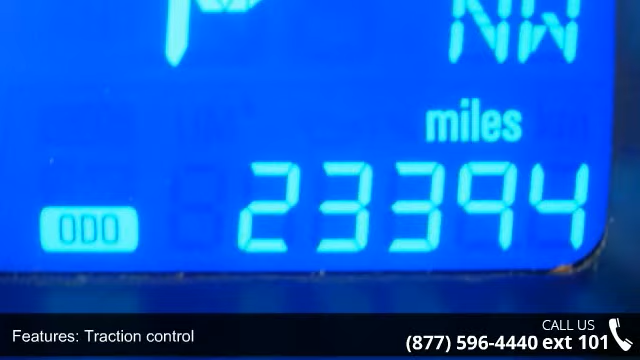 P NW
miles
ODO 23394
CALL US
Features: Traction control (877) 596-4440 ext 101